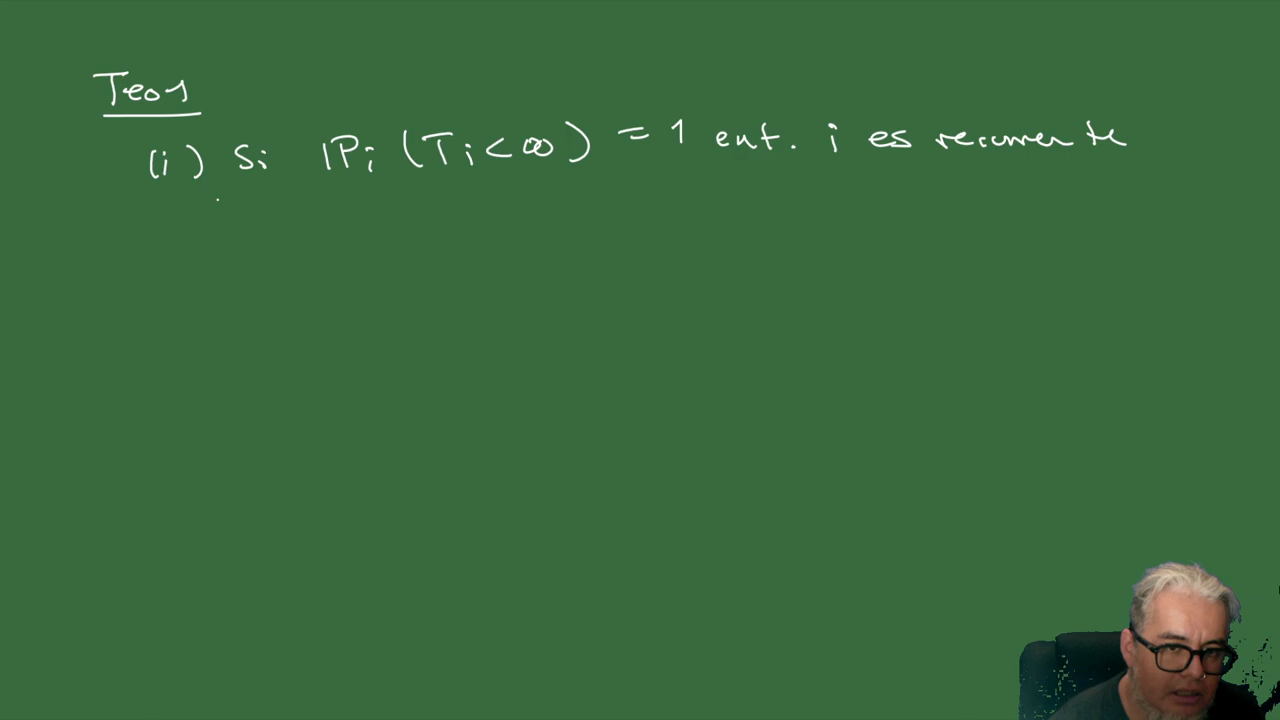 Teo 1
(i) Si ℙi (Ti < ∞) = 1 ent. i es recurrente